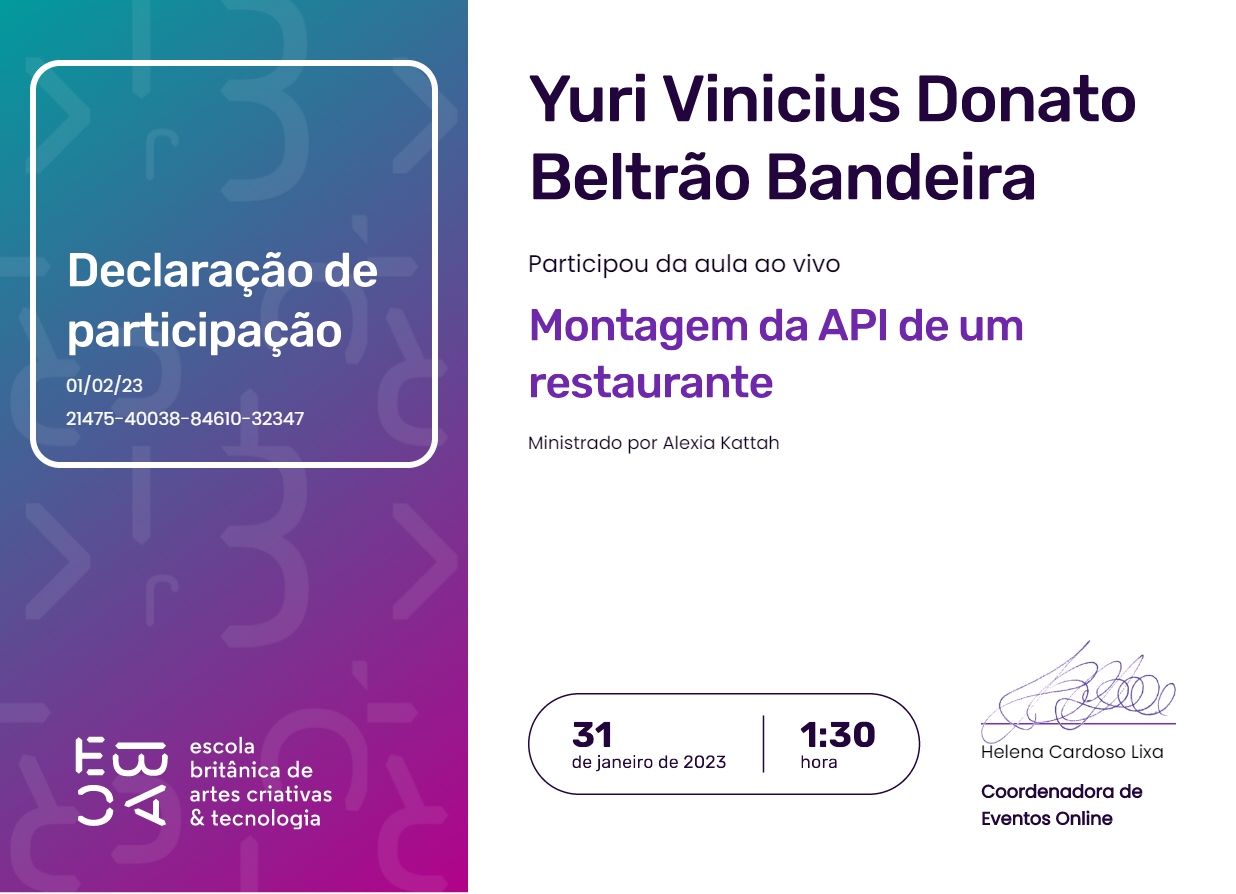 Declaração de
participação
01/02/23
21475-40038-84610-32347
EBAC
escola
britânica de
artes criativas
& tecnologia
Yuri Vinicius Donato
Beltrão Bandeira
Participou da aula ao vivo
Montagem da API de um
restaurante
Ministrado por Alexia Kattah
31
de janeiro de 2023
1:30
hora
Helena Cardoso Lixa
Coordenadora de
Eventos Online